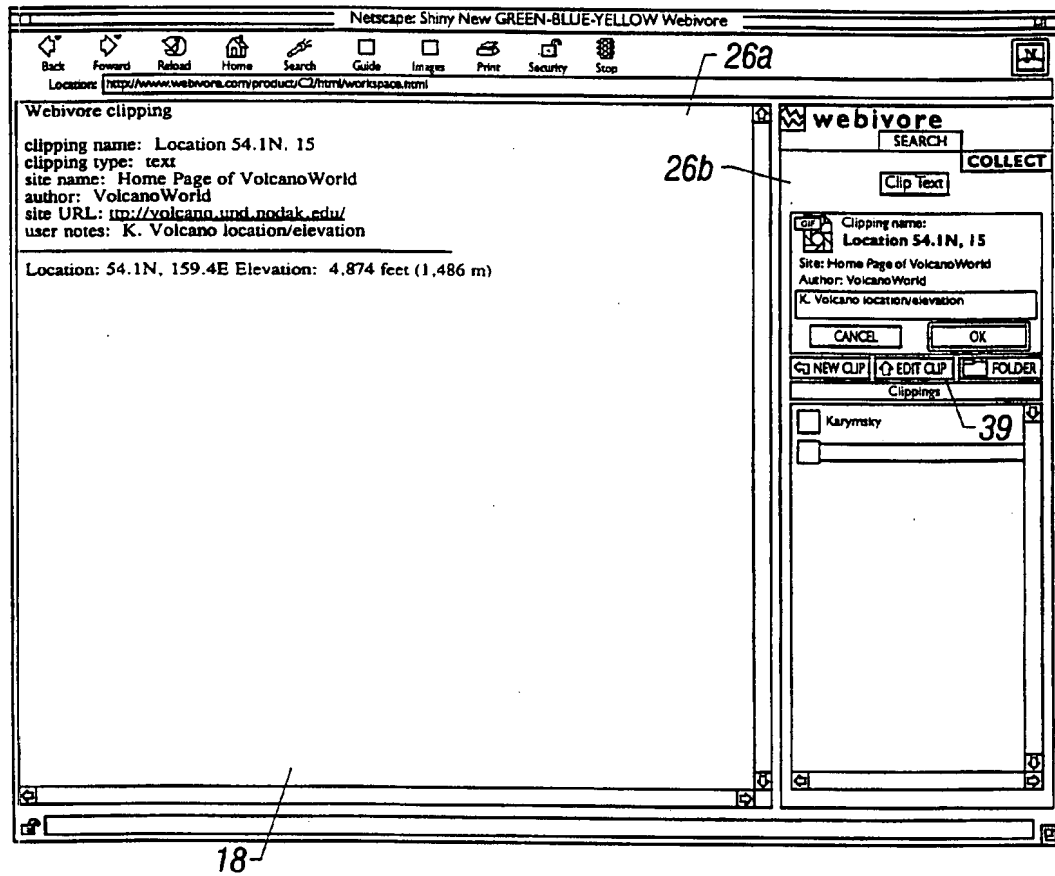 Netscape: Shiny New GREEN-BLUE-YELLOW Webivore
Back Foward Reload Home Search Guide Images Print Security Stop
N
26a
Location: http://www.webivore.com/product/C2/html/workspace.html
Webivore clipping
clipping name: Location 54.1N, 15
clipping type: text
site name: Home Page of VolcanoWorld
author: VolcanoWorld
site URL: ttp://volcano.und.nodak.edu/
user notes: K. Volcano location/elevation
Location: 54.1N, 159.4E Elevation: 4,874 feet (1,486 m)
webivore
SEARCH
COLLECT
26b
Clip Text
GIF
Clipping name:
Location 54.1N, 15
Site: Home Page of VolcanoWorld
Author: VolcanoWorld
K. Volcano location/elevation
CANCEL OK
NEW CLIP EDIT CLIP FOLDER
Clippings
39
Karymsky
18